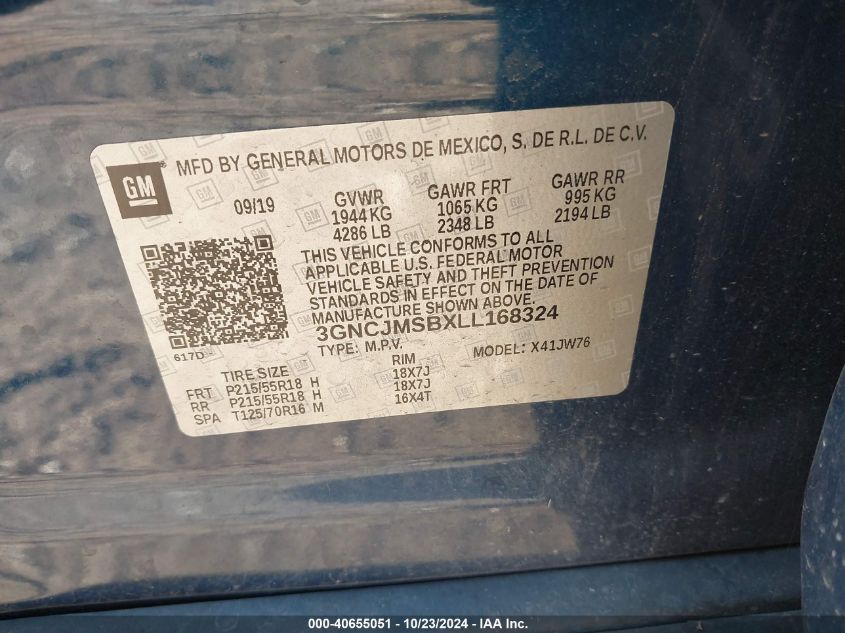 GM
MFD BY GENERAL MOTORS DE MEXICO, S. DE R.L. DE C.V.
09/19 GVWR GAWR FRT GAWR RR
1944 KG 1065 KG 995 KG
4286 LB 2348 LB 2194 LB
THIS VEHICLE CONFORMS TO ALL
APPLICABLE U.S. FEDERAL MOTOR
VEHICLE SAFETY AND THEFT PREVENTION
STANDARDS IN EFFECT ON THE DATE OF
MANUFACTURE SHOWN ABOVE.
3GNCJMSBXLL168324
617D TYPE: M.P.V. MODEL: X41JW76
TIRE SIZE RIM
FRT P215/55R18 H 18X7J
RR P215/55R18 H 18X7J
SPA T125/70R16 M 16X4T
000-40655051 - 10/23/2024 - IAA Inc.